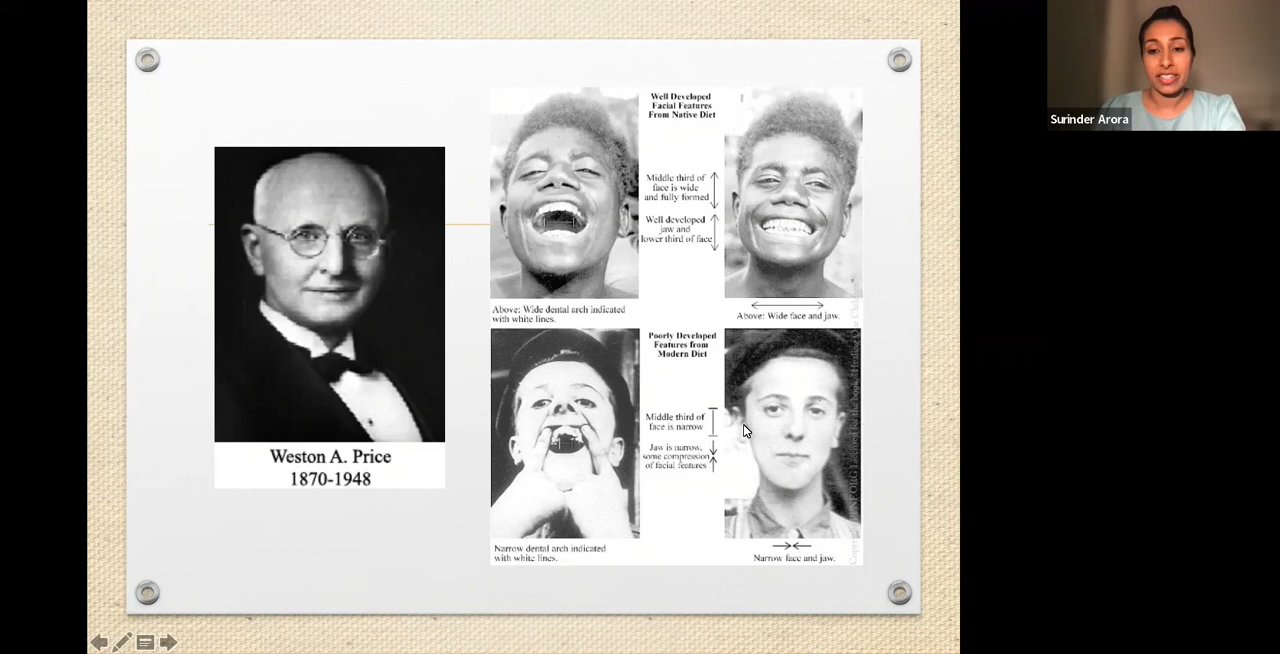 Weston A. Price
1870-1948
Well Developed
Facial Features
From Native Diet
Middle third of
face is wide
and fully formed
Well developed
jaw and
lower third of face
Above: Wide dental arch indicated
with white lines.
Above: Wide face and jaw.
Poorly Developed
Features from
Modern Diet
Middle third of
face is narrow
Jaw is narrow,
some compression
of facial features
Narrow dental arch indicated
with white lines.
Narrow face and jaw.
Surinder Arora